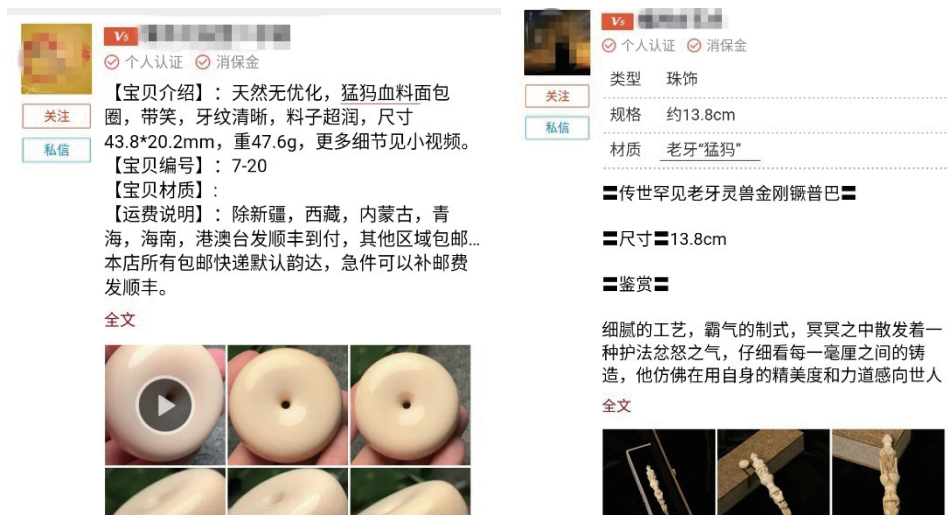 V5
个人认证 消保金
关注
私信
【宝贝介绍】：天然无优化，猛犸血料面包
圈，带笑，牙纹清晰，料子超润，尺寸
43.8*20.2mm，重47.6g，更多细节见小视频。
【宝贝编号】：7-20
【宝贝材质】:
【运费说明】：除新疆，西藏，内蒙古，青
海，海南，港澳台发顺丰到付，其他区域包邮...
本店所有包邮快递默认韵达，急件可以补邮费
发顺丰。
全文
V5
个人认证 消保金
关注
私信
类型 珠饰
规格 约13.8cm
材质 老牙“猛犸”
〓传世罕见老牙灵兽金刚镢普巴〓
〓尺寸〓13.8cm
〓鉴赏〓
细腻的工艺，霸气的制式，冥冥之中散发着一
种护法忿怒之气，仔细看每一毫厘之间的铸
造，他仿佛在用自身的精美度和力道感向世人
全文